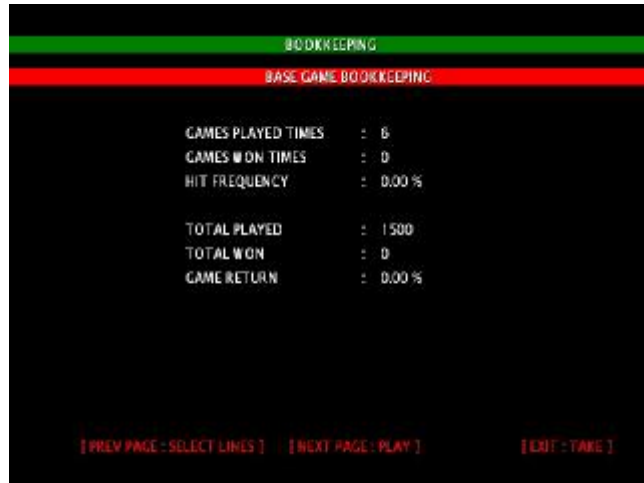 BOOKKEEPING
BASE GAME BOOKKEEPING
GAMES PLAYED TIMES : 6
GAMES WON TIMES : 0
HIT FREQUENCY : 0.00 %
TOTAL PLAYED : 1500
TOTAL WON : 0
GAME RETURN : 0.00 %
[ PREV PAGE : SELECT LINES ] [ NEXT PAGE : PLAY ] [ EXIT : TAKE ]